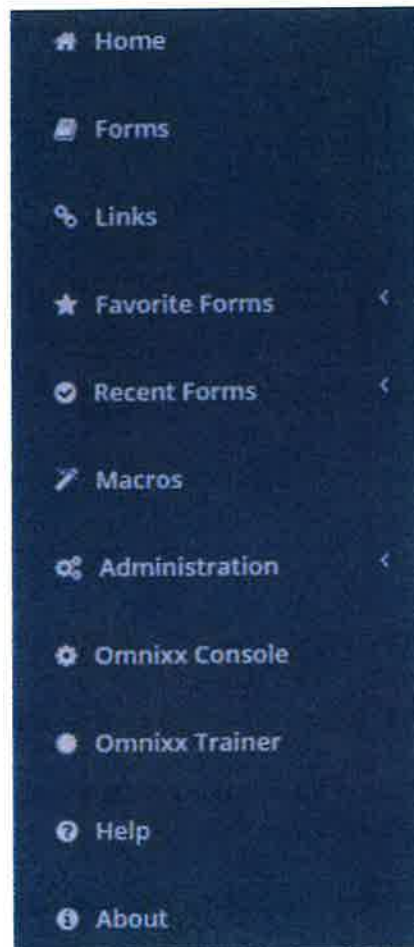 Home
Forms
Links
Favorite Forms
Recent Forms
Macros
Administration
Omnixx Console
Omnixx Trainer
Help
About